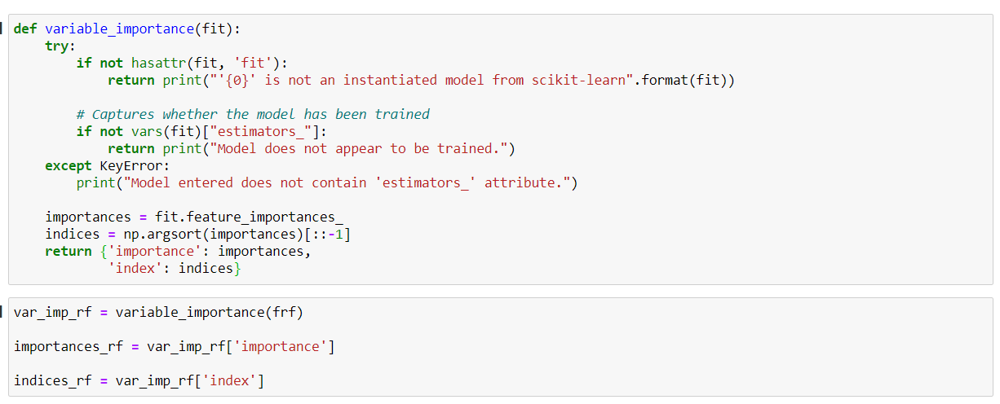 def variable_importance(fit):
    try:
        if not hasattr(fit, 'fit'):
            return print("'{0}' is not an instantiated model from scikit-learn".format(fit))
        # Captures whether the model has been trained
        if not vars(fit)["estimators_"]:
            return print("Model does not appear to be trained.")
    except KeyError:
        print("Model entered does not contain 'estimators_' attribute.")
    importances = fit.feature_importances_
    indices = np.argsort(importances)[::-1]
    return {'importance': importances,
            'index': indices}
var_imp_rf = variable_importance(frf)
importances_rf = var_imp_rf['importance']
indices_rf = var_imp_rf['index']